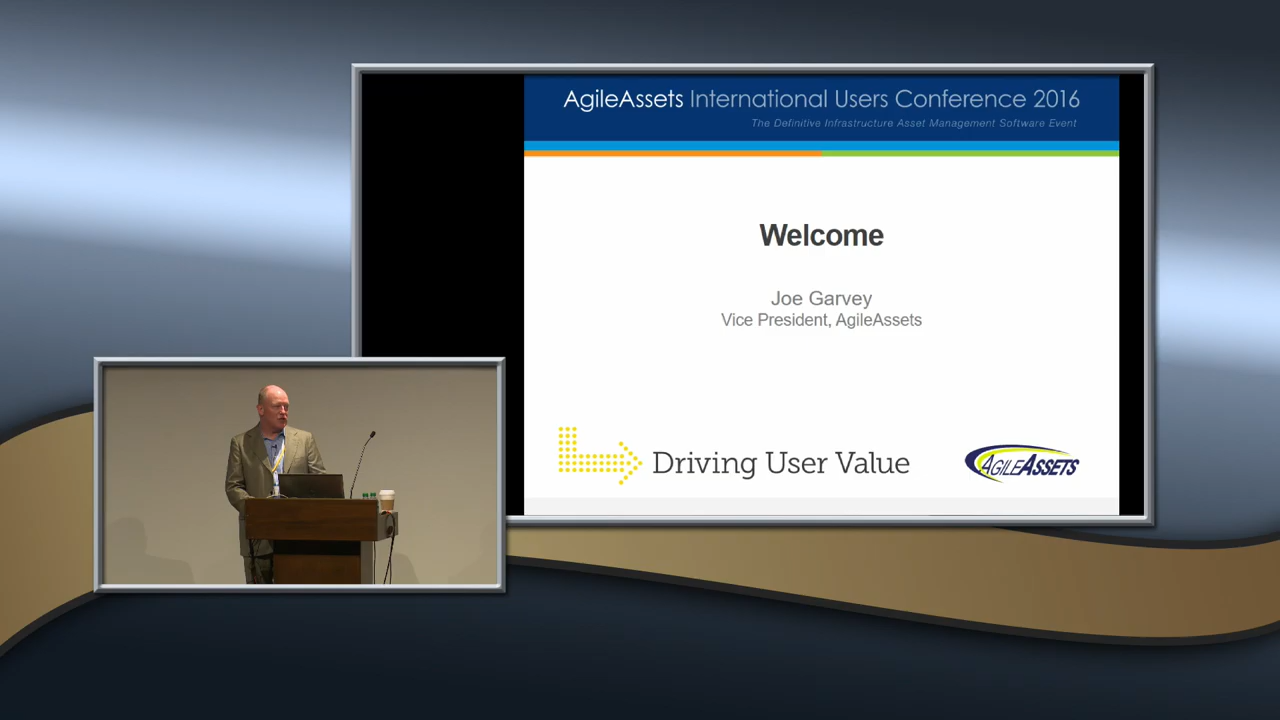 AgileAssets International Users Conference 2016
The Definitive Infrastructure Asset Management Software Event
Welcome
Joe Garvey
Vice President, AgileAssets
Driving User Value
AGILEASSETS